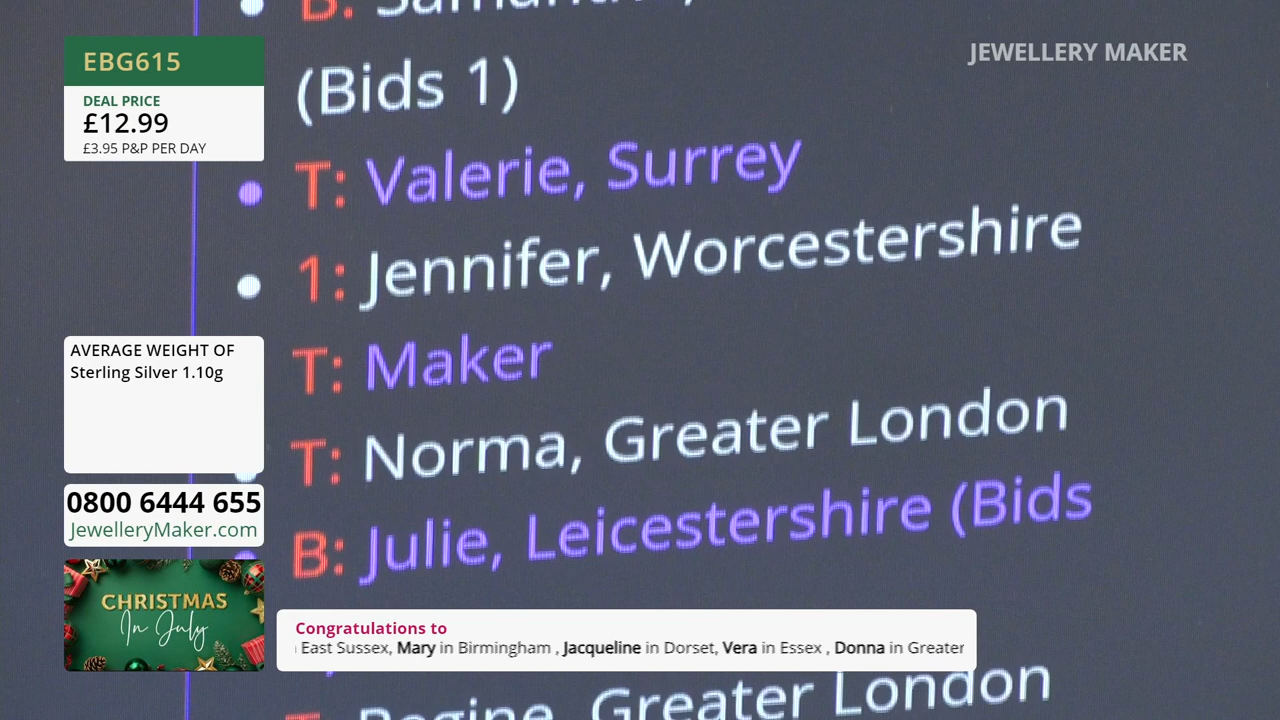 B: Samantha,
(Bids 1)
T: Valerie, Surrey
1: Jennifer, Worcestershire
T: Maker
T: Norma, Greater London
B: Julie, Leicestershire (Bids
Regine, Greater London
JEWELLERY MAKER
EBG615
DEAL PRICE
£12.99
£3.95 P&P PER DAY
AVERAGE WEIGHT OF
Sterling Silver 1.10g
0800 6444 655
JewelleryMaker.com
CHRISTMAS
In July
Congratulations to
East Sussex, Mary in Birmingham , Jacqueline in Dorset, Vera in Essex , Donna in Greater